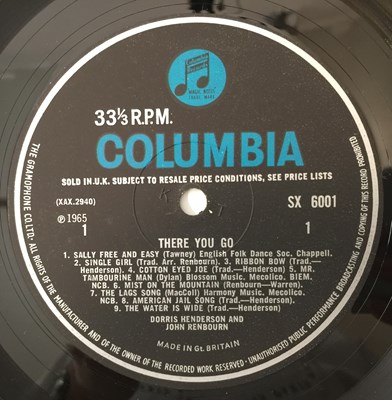 Columbia
MAGIC NOTES
TRADE MARK
33⅓ R.P.M.
COLUMBIA
SOLD IN U.K. SUBJECT TO RESALE PRICE CONDITIONS, SEE PRICE LISTS
(XAX.2940)
SX 6001
℗1965
1
1
THERE YOU GO
1. SALLY FREE AND EASY (Tawney) English Folk Dance Soc. Chappell.
2. SINGLE GIRL (Trad. Arr. Renbourn). 3. RIBBON BOW (Trad.—
Henderson). 4. COTTON EYED JOE (Trad.—Henderson). 5. MR.
TAMBOURINE MAN (Dylan) Blossom Music. Mecolico. BIEM.
NCB. 6. MIST ON THE MOUNTAIN (Renbourn—Warren).
7. THE LAGS SONG (MacColl) Harmony Music. Mecolico.
NCB. 8. AMERICAN JAIL SONG (Trad.—Henderson).
9. THE WATER IS WIDE (Trad.—Henderson)
DORRIS HENDERSON AND
JOHN RENBOURN
MADE IN Gt. BRITAIN
THE GRAMOPHONE CO. LTD. ALL RIGHTS OF THE MANUFACTURER AND OF THE OWNER OF THE RECORDED WORK RESERVED · UNAUTHORISED PUBLIC PERFORMANCE BROADCASTING AND COPYING OF THIS RECORD PROHIBITED